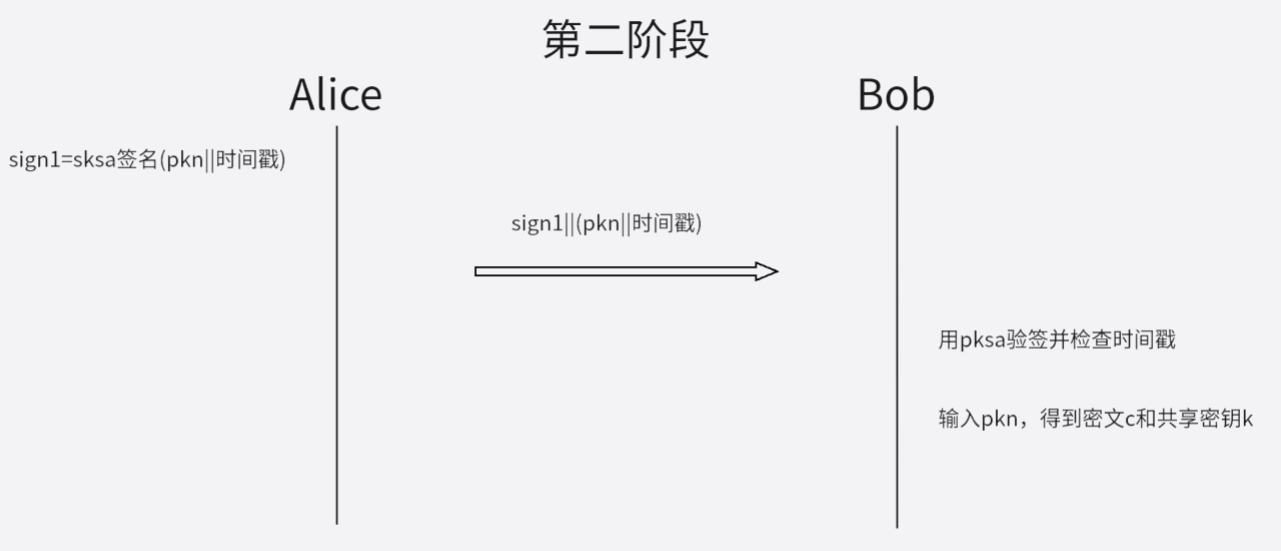 第二阶段
Alice
Bob
sign1=sksa签名(pkn||时间戳)
sign1||(pkn||时间戳)
用pksa验签并检查时间戳
输入pkn，得到密文c和共享密钥k